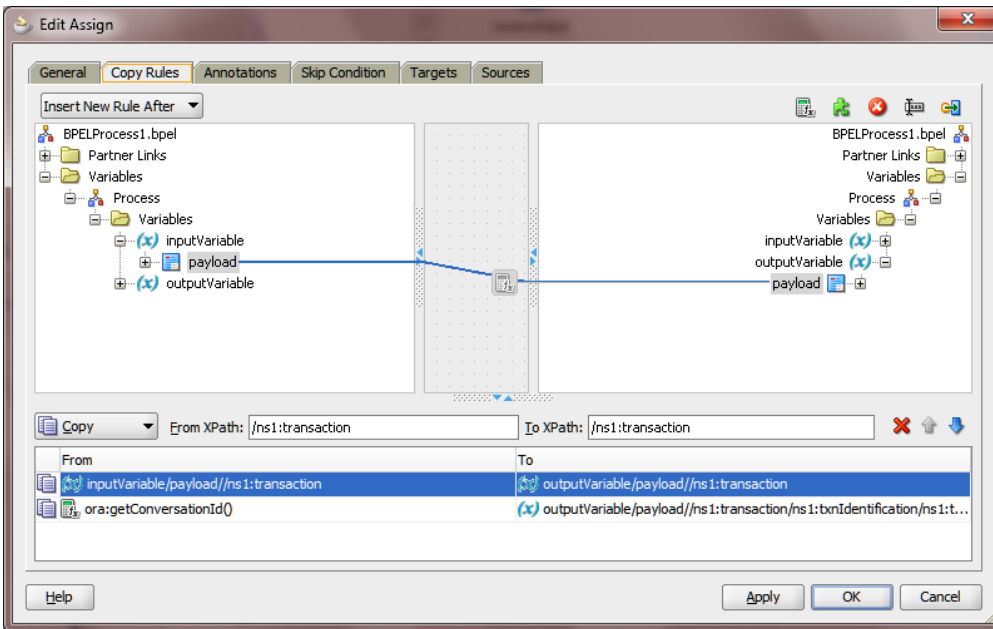 Edit Assign
General Copy Rules Annotations Skip Condition Targets Sources
Insert New Rule After
BPELProcess1.bpel
Partner Links
Variables
Process
Variables
(x) inputVariable
payload
(x) outputVariable
BPELProcess1.bpel
Partner Links
Variables
Process
Variables
inputVariable (x)
outputVariable (x)
payload
Copy From XPath: /ns1:transaction To XPath: /ns1:transaction
From To
inputVariable/payload//ns1:transaction outputVariable/payload//ns1:transaction
ora:getConversationId() (x) outputVariable/payload//ns1:transaction/ns1:txnIdentification/ns1:t...
Help Apply OK Cancel